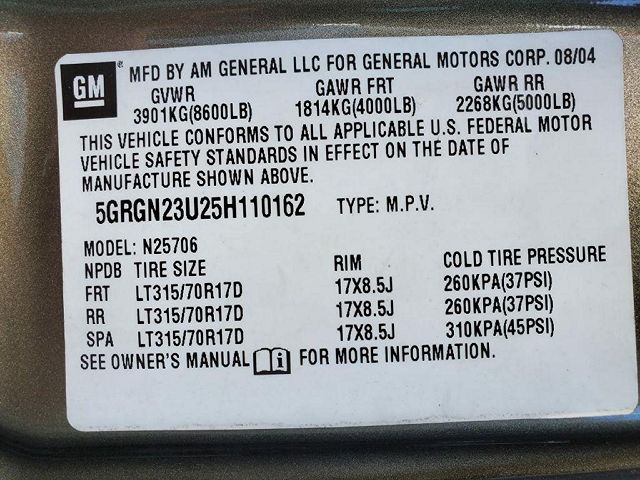 GM
MFD BY AM GENERAL LLC FOR GENERAL MOTORS CORP. 08/04
GVWR GAWR FRT GAWR RR
3901KG(8600LB) 1814KG(4000LB) 2268KG(5000LB)
THIS VEHICLE CONFORMS TO ALL APPLICABLE U.S. FEDERAL MOTOR
VEHICLE SAFETY STANDARDS IN EFFECT ON THE DATE OF
MANUFACTURE SHOWN ABOVE.
5GRGN23U25H110162 TYPE: M.P.V.
MODEL: N25706
NPDB TIRE SIZE RIM COLD TIRE PRESSURE
FRT LT315/70R17D 17X8.5J 260KPA(37PSI)
RR LT315/70R17D 17X8.5J 260KPA(37PSI)
SPA LT315/70R17D 17X8.5J 310KPA(45PSI)
SEE OWNER'S MANUAL FOR MORE INFORMATION.